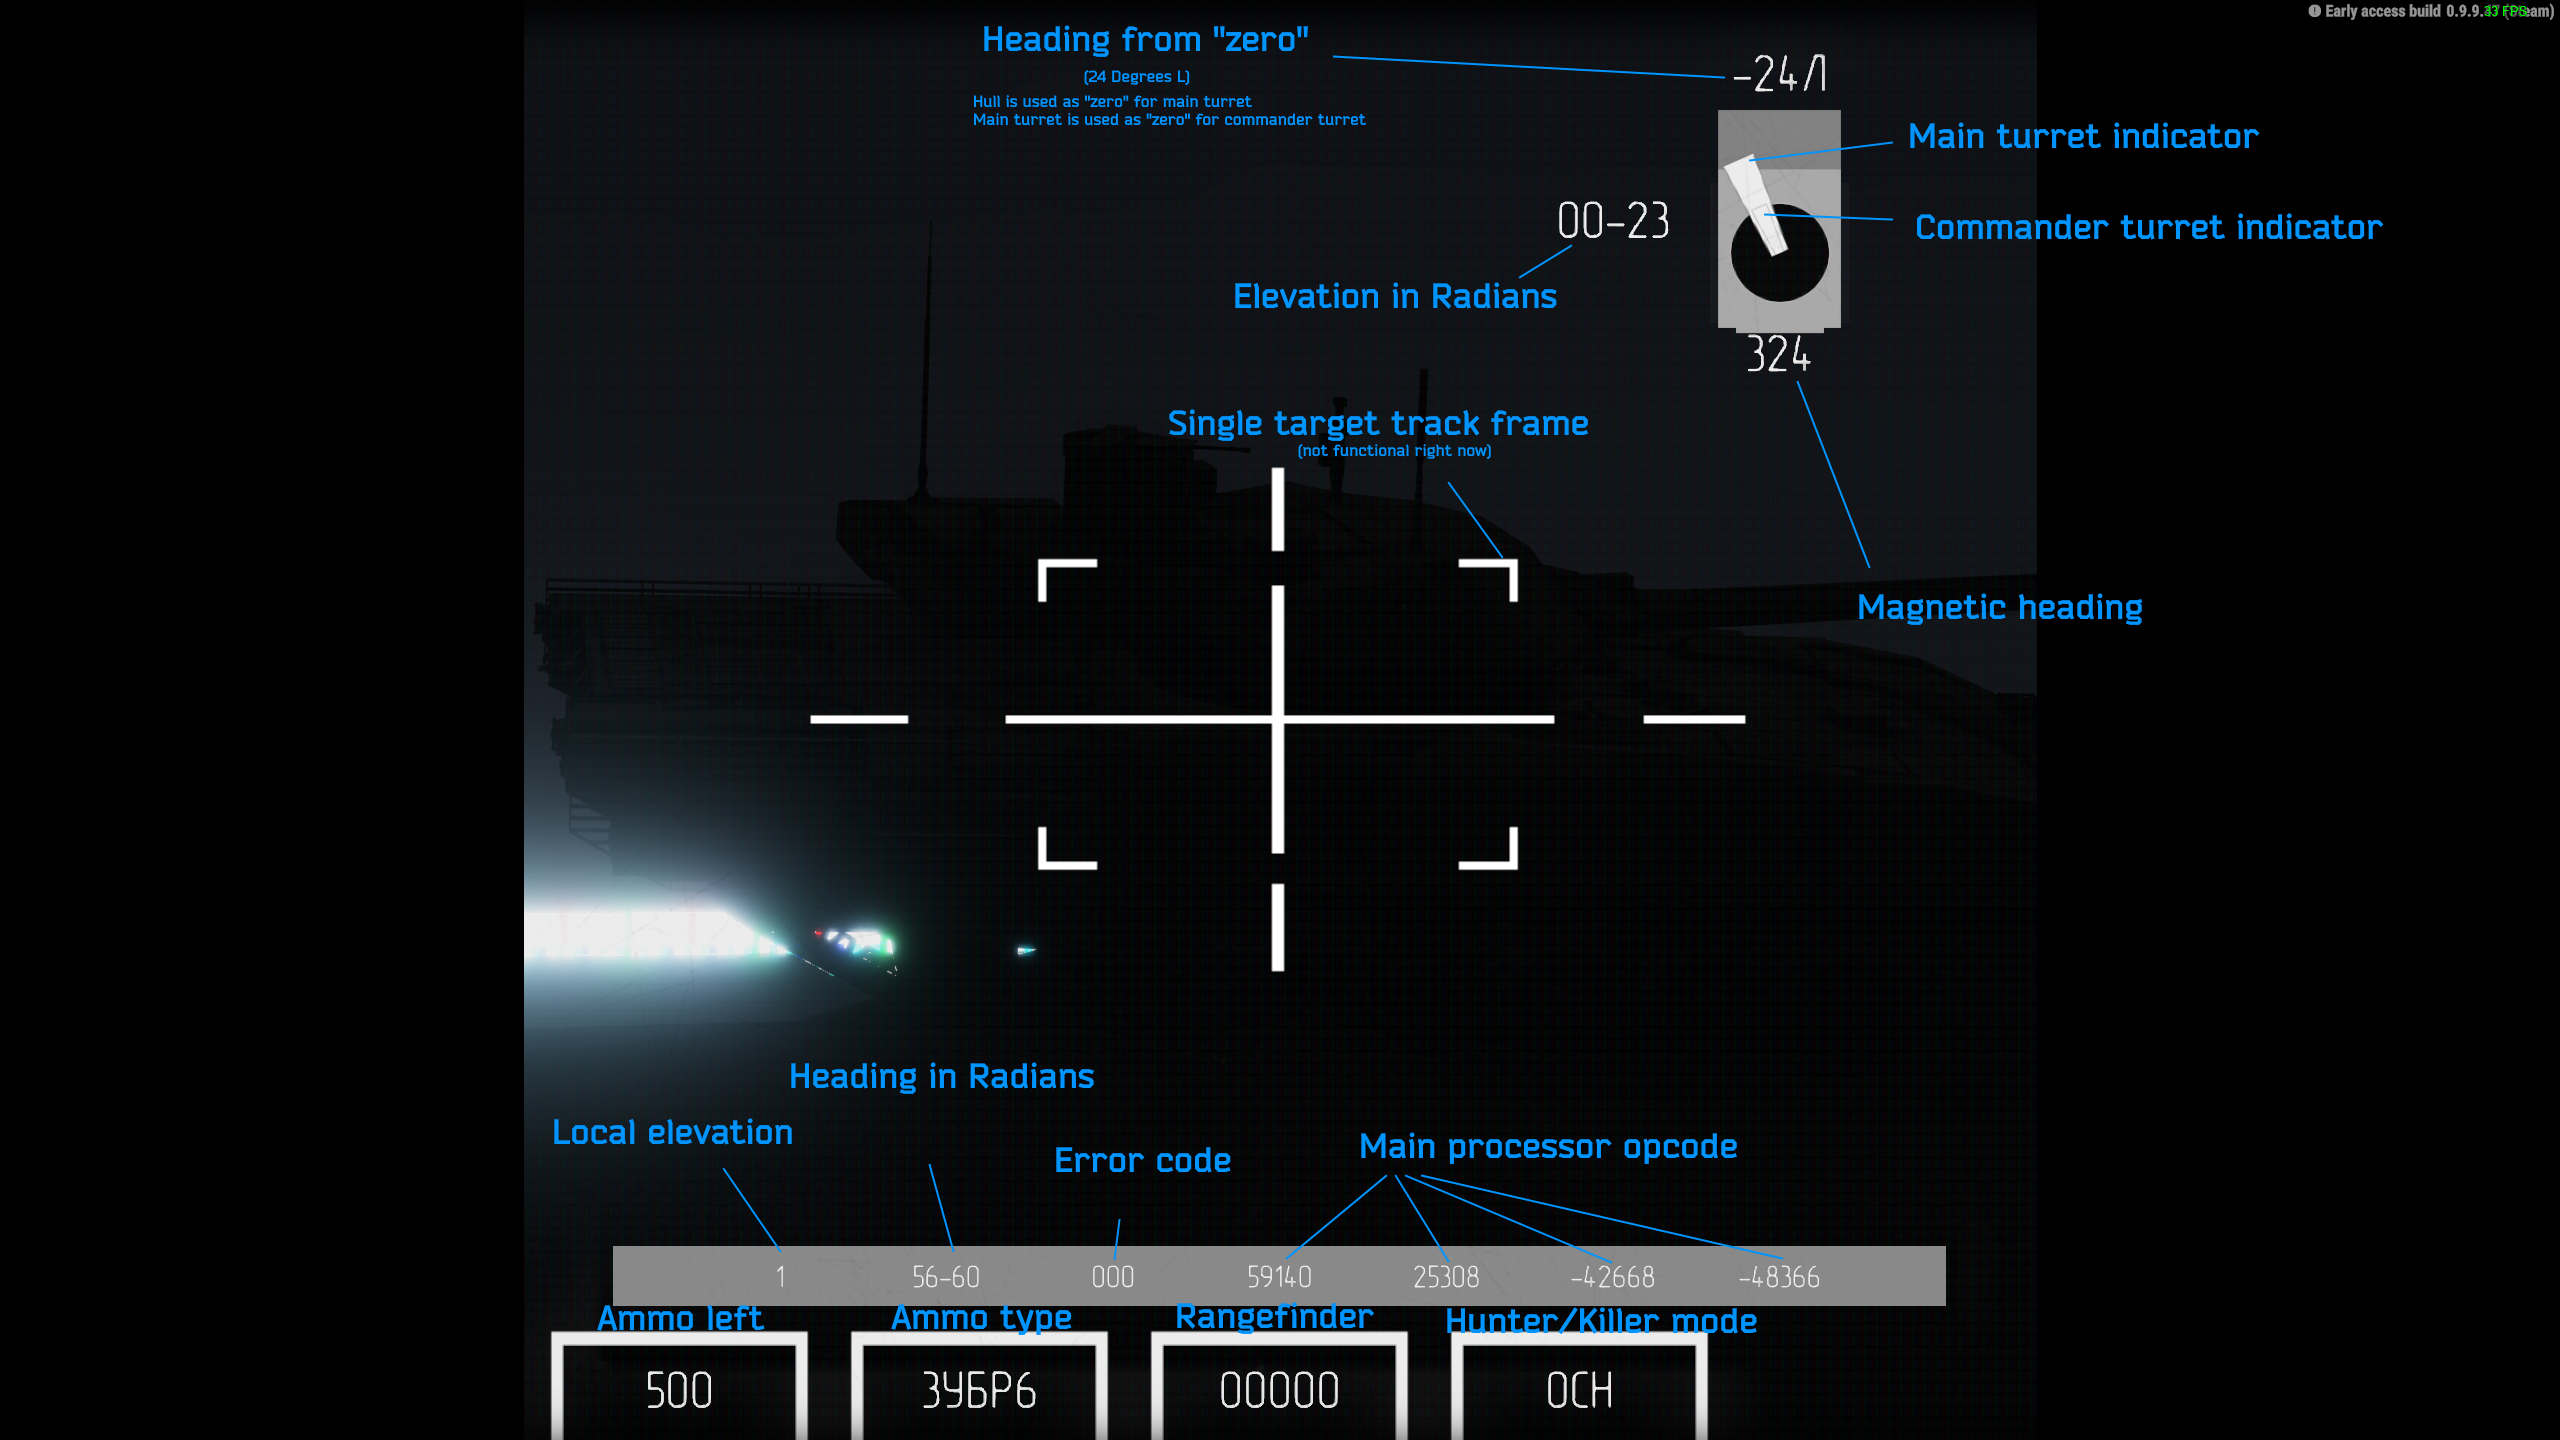 Early access build 0.9.9.
Heading from "zero"
(24 Degrees L)
Hull is used as "zero" for main turret
Main turret is used as "zero" for commander turret
-24Л
Main turret indicator
00-23
Commander turret indicator
Elevation in Radians
324
Single target track frame
(not functional right now)
Magnetic heading
Heading in Radians
Local elevation
Error code
Main processor opcode
1 56-60 000 59140 25308 -42668 -48366
Ammo left Ammo type Rangefinder Hunter/Killer mode
500 ЗУБР6 00000 ОСН